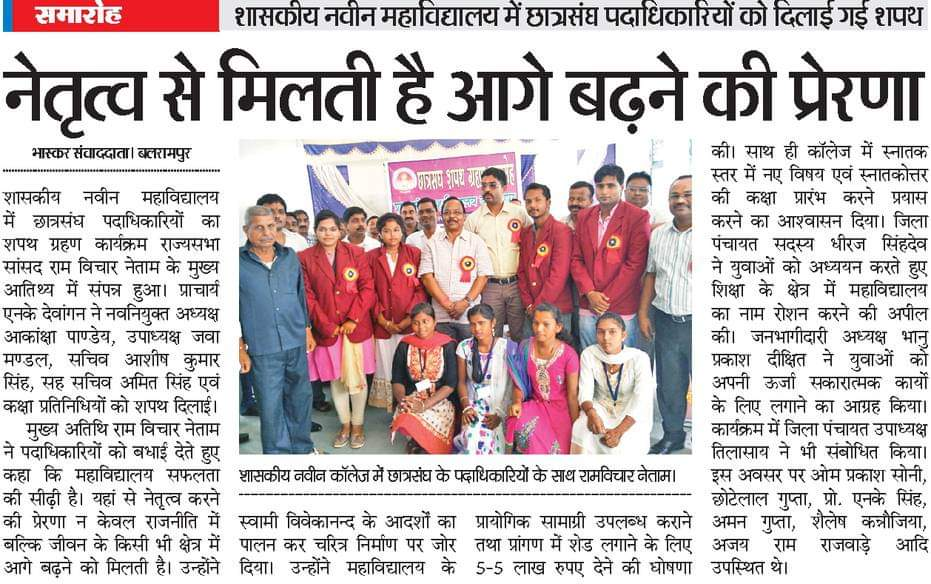 समारोह
शासकीय नवीन महाविद्यालय में छात्रसंघ पदाधिकारियों को दिलाई गई शपथ
नेतृत्व से मिलती है आगे बढ़ने की प्रेरणा
भास्कर संवाददाता। बलरामपुर
शासकीय नवीन महाविद्यालय
में छात्रसंघ पदाधिकारियों का
शपथ ग्रहण कार्यक्रम राज्यसभा
सांसद राम विचार नेताम के मुख्य
आतिथ्य में संपन्न हुआ। प्राचार्य
एनके देवांगन ने नवनियुक्त अध्यक्ष
आकांक्षा पाण्डेय, उपाध्यक्ष जवा
मण्डल, सचिव आशीष कुमार
सिंह, सह सचिव अमित सिंह एवं
कक्षा प्रतिनिधियों को शपथ दिलाई।
मुख्य अतिथि राम विचार नेताम
ने पदाधिकारियों को बधाई देते हुए
कहा कि महाविद्यालय सफलता
की सीढ़ी है। यहां से नेतृत्व करने
की प्रेरणा न केवल राजनीति में
बल्कि जीवन के किसी भी क्षेत्र में
आगे बढ़ने को मिलती है। उन्होंने
छात्रसंघ शपथ ग्रहण
शासकीय नवीन कॉलेज में छात्रसंघ के पदाधिकारियों के साथ रामविचार नेताम।
स्वामी विवेकानन्द के आदर्शों का
पालन कर चरित्र निर्माण पर जोर
दिया। उन्होंने महाविद्यालय के
प्रायोगिक सामाग्री उपलब्ध कराने
तथा प्रांगण में शेड लगाने के लिए
5-5 लाख रुपए देने की घोषणा
की। साथ ही कॉलेज में स्नातक
स्तर में नए विषय एवं स्नातकोत्तर
की कक्षा प्रारंभ करने प्रयास
करने का आश्वासन दिया। जिला
पंचायत सदस्य धीरज सिंहदेव
ने युवाओं को अध्ययन करते हुए
शिक्षा के क्षेत्र में महाविद्यालय
का नाम रोशन करने की अपील
की। जनभागीदारी अध्यक्ष भानु
प्रकाश दीक्षित ने युवाओं को
अपनी ऊर्जा सकारात्मक कार्यो
के लिए लगाने का आग्रह किया।
कार्यक्रम में जिला पंचायत उपाध्यक्ष
तिलासाय ने भी संबोधित किया।
इस अवसर पर ओम प्रकाश सोनी,
छोटेलाल गुप्ता, प्रो. एनके सिंह,
अमन गुप्ता, शैलेष कन्नौजिया,
अजय राम राजवाड़े आदि
उपस्थित थे।